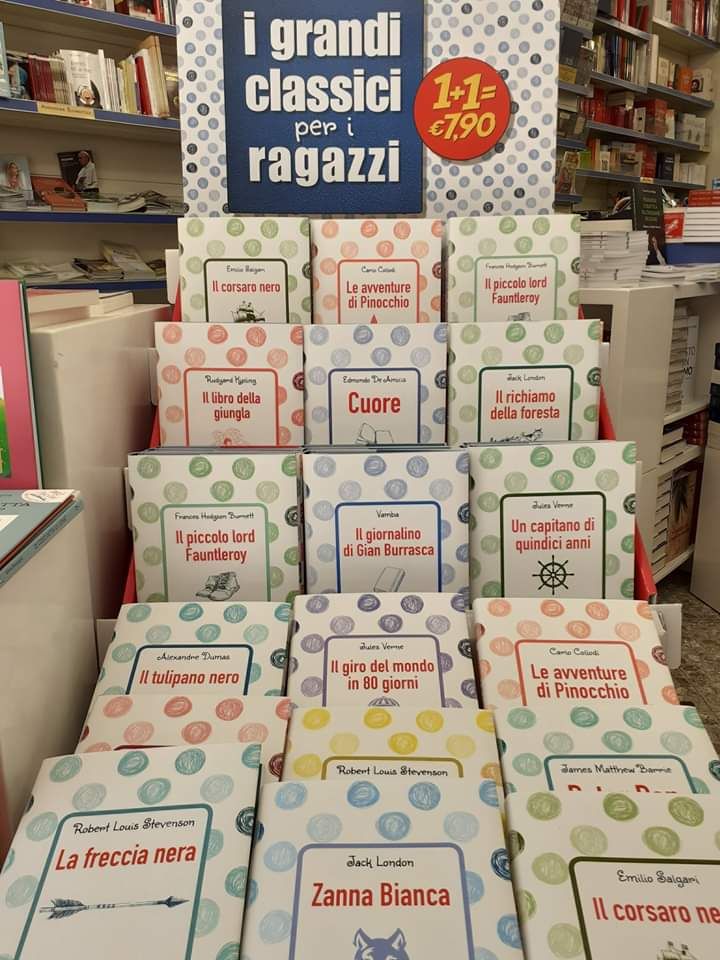 i grandi
classici
per i
ragazzi
1+1=
€7,90
Emilio Salgari
Il corsaro nero
Carlo Collodi
Le avventure
di Pinocchio
Frances Hodgson Burnett
Il piccolo lord
Fauntleroy
Rudyard Kipling
Il libro della
giungla
Edmondo De Amicis
Cuore
Jack London
Il richiamo
della foresta
Frances Hodgson Burnett
Il piccolo lord
Fauntleroy
Vamba
Il giornalino
di Gian Burrasca
Jules Verne
Un capitano di
quindici anni
Alexandre Dumas
Il tulipano nero
Jules Verne
Il giro del mondo
in 80 giorni
Carlo Collodi
Le avventure
di Pinocchio
Robert Louis Stevenson
James Matthew Barrie
Peter Pan
Robert Louis Stevenson
La freccia nera
Jack London
Zanna Bianca
Emilio Salgari
Il corsaro ne